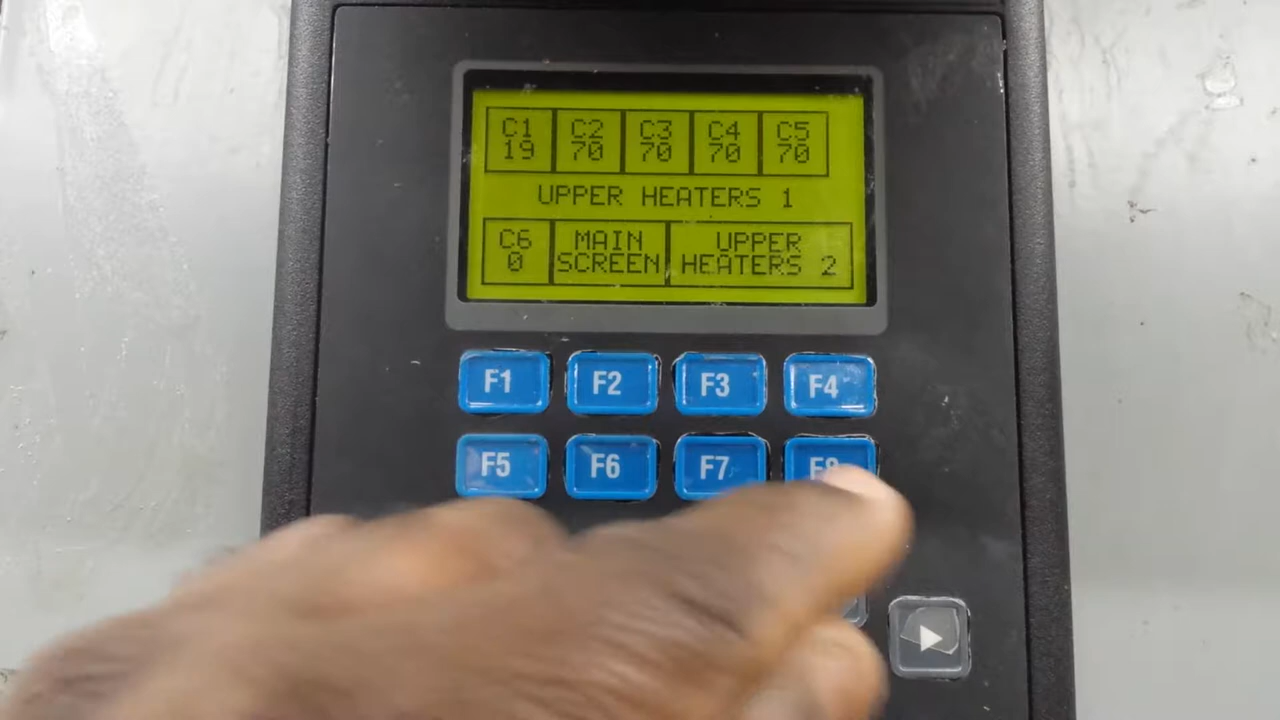 C1 C2 C3 C4 C5
19 70 70 70 70
UPPER HEATERS 1
C6 MAIN UPPER
0 SCREEN HEATERS 2
F1 F2 F3 F4
F5 F6 F7 F8